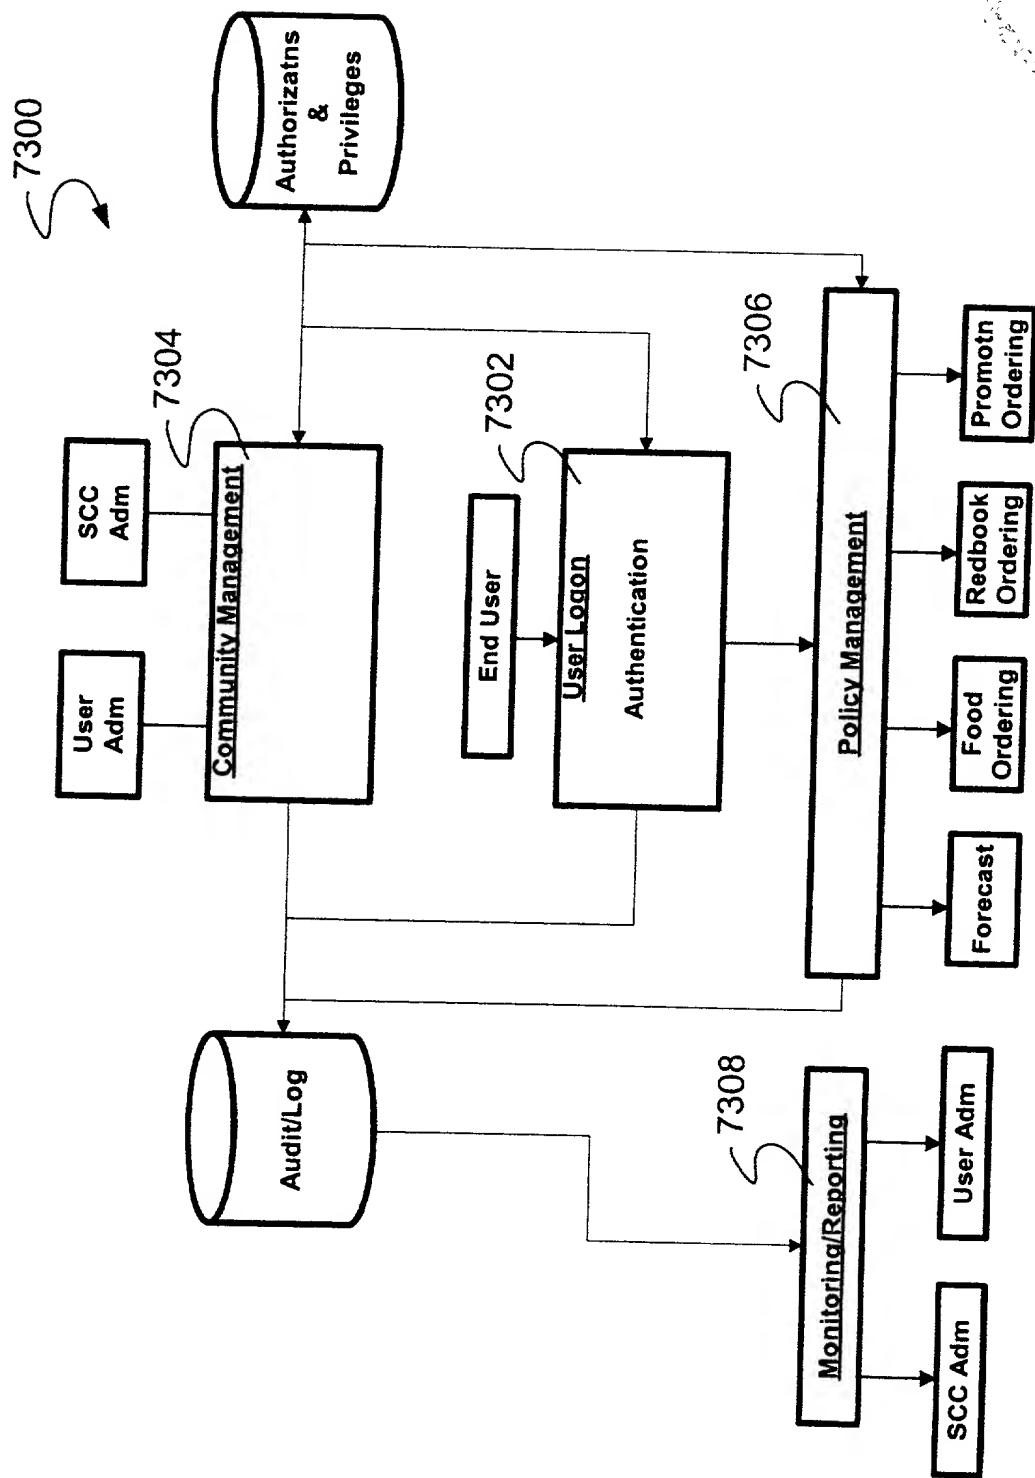 7300
Authorizatns
&
Privileges
SCC
Adm
User
Adm
7304
Community Management
7302
End User
User Logon
Authentication
7306
Policy Management
Promotn
Ordering
Redbook
Ordering
Food
Ordering
Forecast
Audit/Log
7308
Monitoring/Reporting
User Adm
SCC Adm